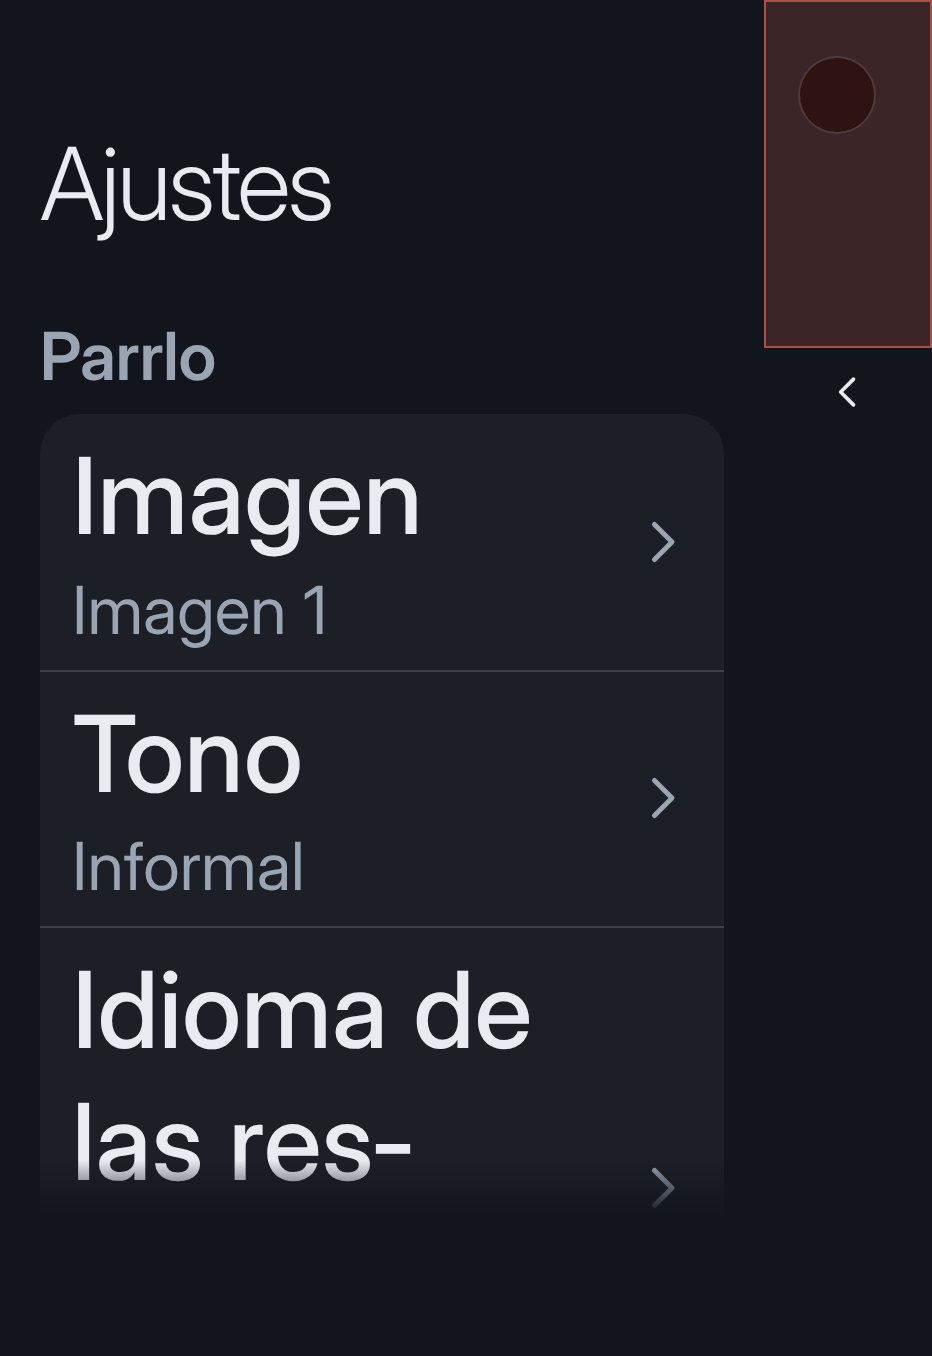 Ajustes
Parrlo
Imagen
Imagen 1
Tono
Informal
Idioma de
las res-